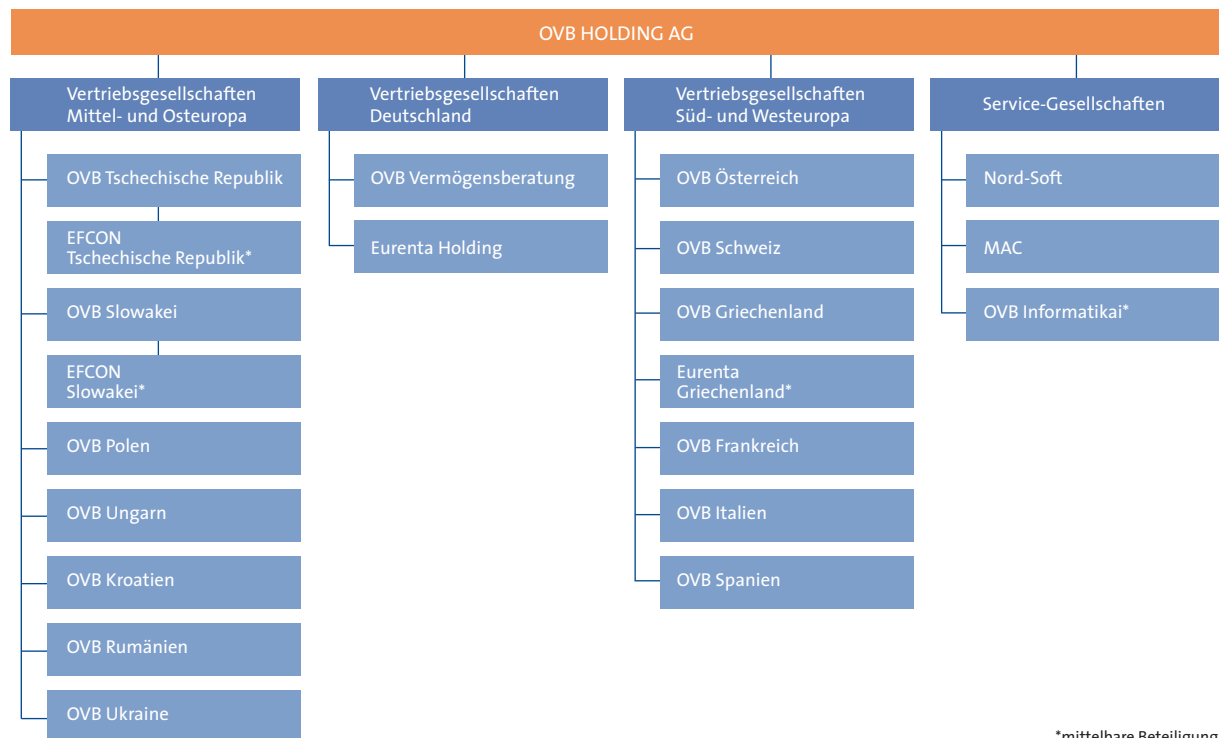 OVB HOLDING AG
Vertriebsgesellschaften
Mittel- und Osteuropa
OVB Tschechische Republik
EFCON
Tschechische Republik*
OVB Slowakei
EFCON
Slowakei*
OVB Polen
OVB Ungarn
OVB Kroatien
OVB Rumänien
OVB Ukraine
Vertriebsgesellschaften
Deutschland
OVB Vermögensberatung
Eurenta Holding
Vertriebsgesellschaften
Süd- und Westeuropa
OVB Österreich
OVB Schweiz
OVB Griechenland
Eurenta
Griechenland*
OVB Frankreich
OVB Italien
OVB Spanien
Service-Gesellschaften
Nord-Soft
MAC
OVB Informatikai*
*mittelbare Beteiligung